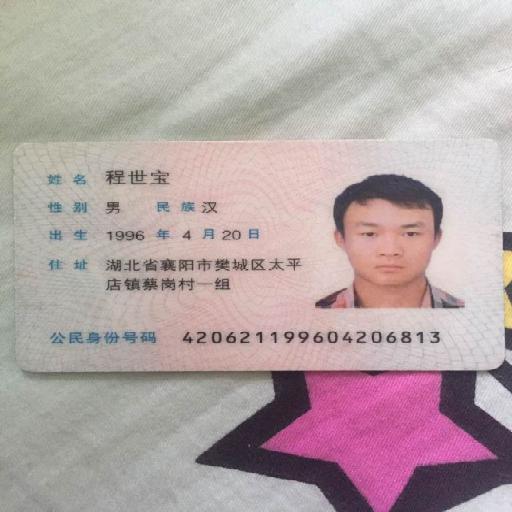 姓名 程世宝
性别 男 民族 汉
出生 1996 年 4 月 20 日
住址 湖北省襄阳市樊城区太平
店镇蔡岗村一组
公民身份号码 420621199604206813